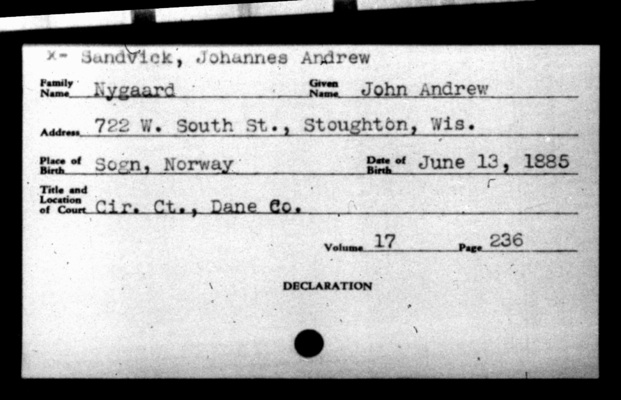 x- Sandvick, Johannes Andrew
Family Name Nygaard Given Name John Andrew
Address 722 W. South St., Stoughton, Wis.
Place of Birth Sogn, Norway Date of Birth June 13, 1885
Title and Location of Court Cir. Ct., Dane Co.
Volume 17 Page 236
DECLARATION